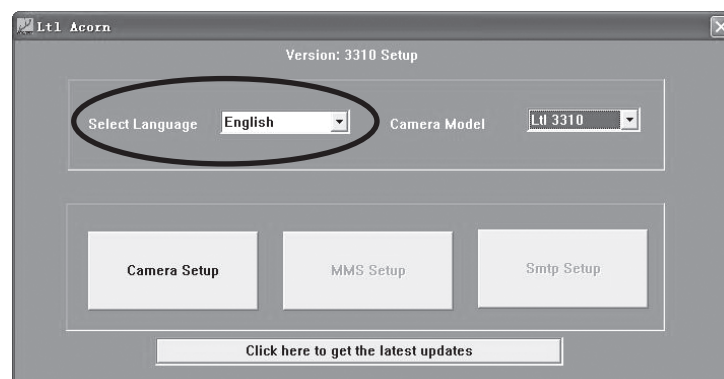 Ltl Acorn
Version: 3310 Setup
Select Language English Camera Model Ltl 3310
Camera Setup MMS Setup Smtp Setup
Click here to get the latest updates